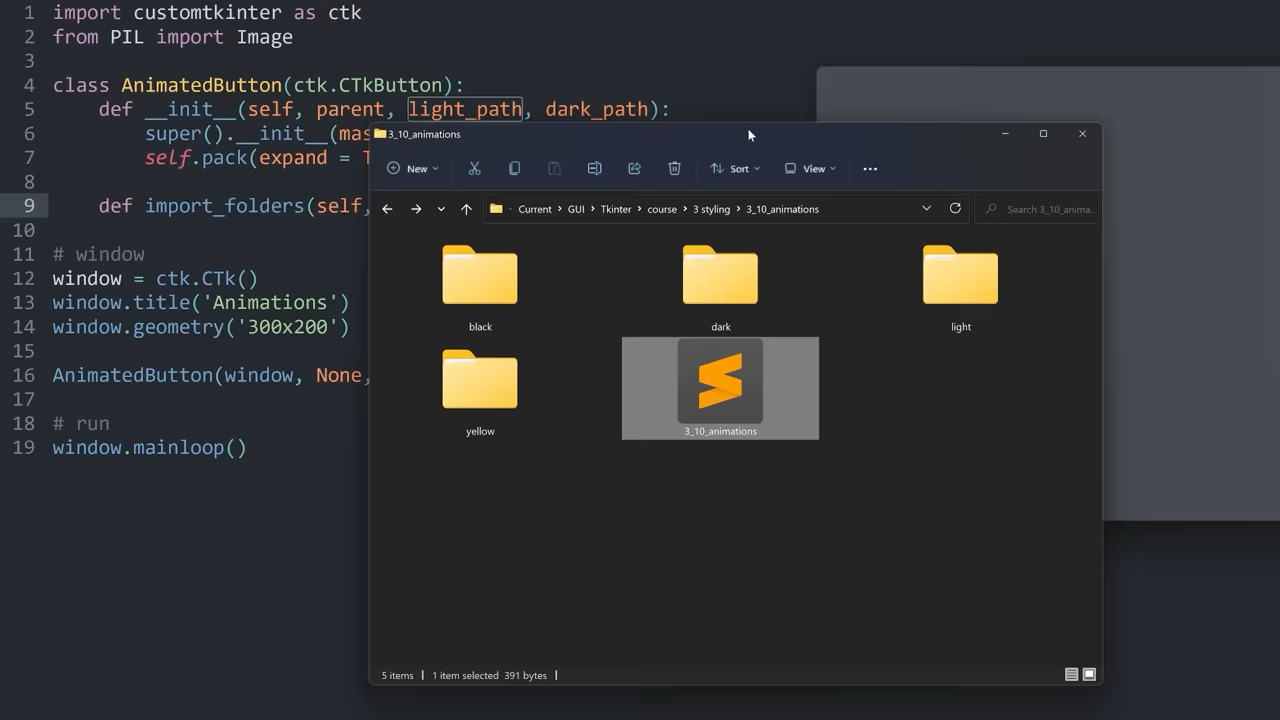 1 import customtkinter as ctk
2 from PIL import Image
3
4 class AnimatedButton(ctk.CTkButton):
5 def __init__(self, parent, light_path, dark_path):
6 super().__init__(mas
7 self.pack(expand = T
8
9 def import_folders(self,
10
11 # window
12 window = ctk.CTk()
13 window.title('Animations')
14 window.geometry('300x200')
15
16 AnimatedButton(window, None,
17
18 # run
19 window.mainloop()
3_10_animations
New Sort View
Current GUI Tkinter course 3 styling 3_10_animations Search 3_10_anima...
black dark light
yellow 3_10_animations
5 items 1 item selected 391 bytes